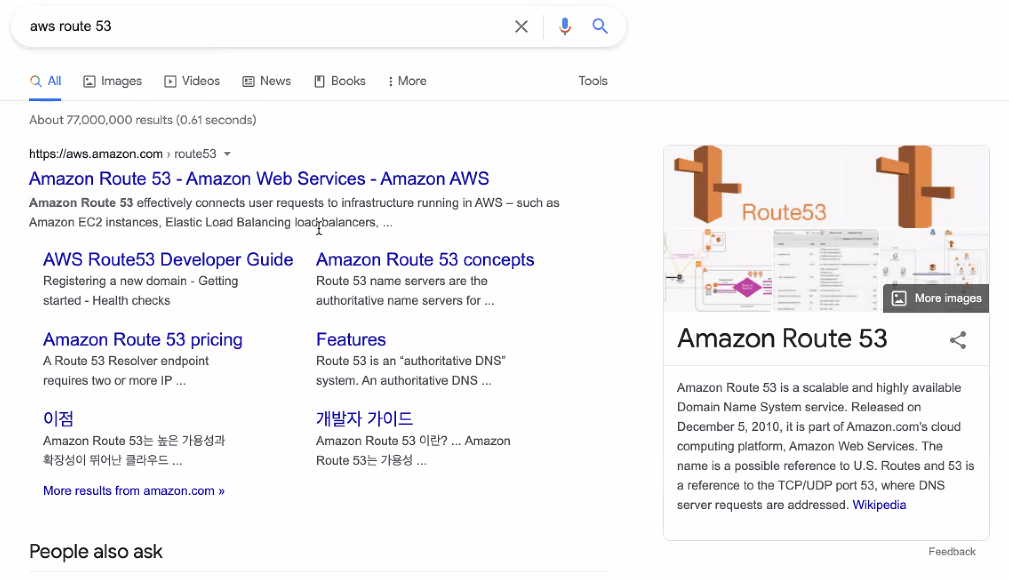 aws route 53
All Images Videos News Books More Tools
About 77,000,000 results (0.61 seconds)
https://aws.amazon.com › route53
Amazon Route 53 - Amazon Web Services - Amazon AWS
Amazon Route 53 effectively connects user requests to infrastructure running in AWS – such as
Amazon EC2 instances, Elastic Load Balancing load balancers, ...
AWS Route53 Developer Guide
Registering a new domain - Getting
started - Health checks
Amazon Route 53 concepts
Route 53 name servers are the
authoritative name servers for ...
Amazon Route 53 pricing
A Route 53 Resolver endpoint
requires two or more IP ...
Features
Route 53 is an “authoritative DNS”
system. An authoritative DNS ...
이점
Amazon Route 53는 높은 가용성과
확장성이 뛰어난 클라우드 ...
개발자 가이드
Amazon Route 53 이란? ... Amazon
Route 53는 가용성 ...
More results from amazon.com »
People also ask
Route53
More images
Amazon Route 53
Amazon Route 53 is a scalable and highly available
Domain Name System service. Released on
December 5, 2010, it is part of Amazon.com's cloud
computing platform, Amazon Web Services. The
name is a possible reference to U.S. Routes and 53 is
a reference to the TCP/UDP port 53, where DNS
server requests are addressed. Wikipedia
Feedback